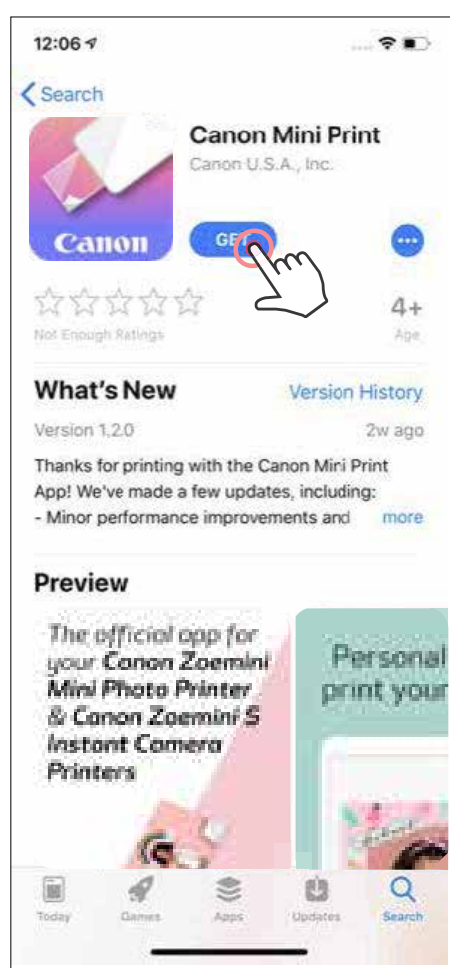 12:06
Search
Canon Mini Print
Canon U.S.A., Inc.
Canon
GET
4+
Not Enough Ratings
Age
What's New
Version History
Version 1.2.0
2w ago
Thanks for printing with the Canon Mini Print
App! We've made a few updates, including:
- Minor performance improvements and more
Preview
The official app for
your Canon Zoemini
Mini Photo Printer
& Canon Zoemini S
Instant Camera
Printers
Personal
print your
Today
Games
Apps
Updates
Search